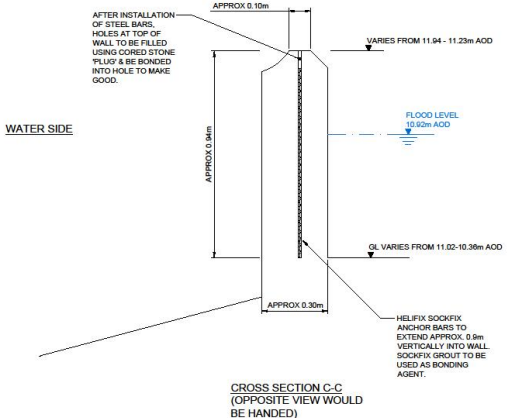 APPROX 0.10m
AFTER INSTALLATION
OF STEEL BARS,
HOLES AT TOP OF
WALL TO BE FILLED
USING CORED STONE
'PLUG' & BE BONDED
INTO HOLE TO MAKE
GOOD.
VARIES FROM 11.94 - 11.23m AOD
WATER SIDE
FLOOD LEVEL
10.92m AOD
APPROX 0.94m
GL VARIES FROM 11.02-10.36m AOD
APPROX 0.30m
HELIFIX SOCKFIX
ANCHOR BARS TO
EXTEND APPROX. 0.9m
VERTICALLY INTO WALL.
SOCKFIX GROUT TO BE
USED AS BONDING
AGENT.
CROSS SECTION C-C
(OPPOSITE VIEW WOULD
BE HANDED)